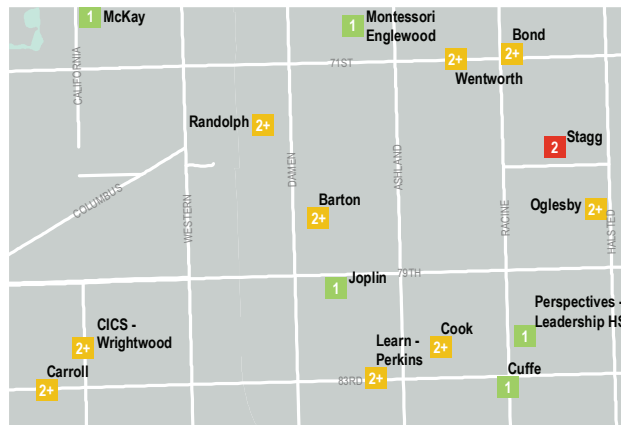 1 McKay
1 Montessori
Englewood
Bond
2+
CALIFORNIA
71ST
2+
Wentworth
Randolph 2+
Stagg
2
DAMEN
ASHLAND
COLUMBUS
WESTERN
Barton
2+
RACINE
Oglesby 2+
HALSTED
79TH
Joplin
1
Perspectives -
Leadership HS
1
CICS -
Wrightwood
2+
Learn -
Perkins
2+
Cook
2+
Carroll
2+
83RD
Cuffe
1